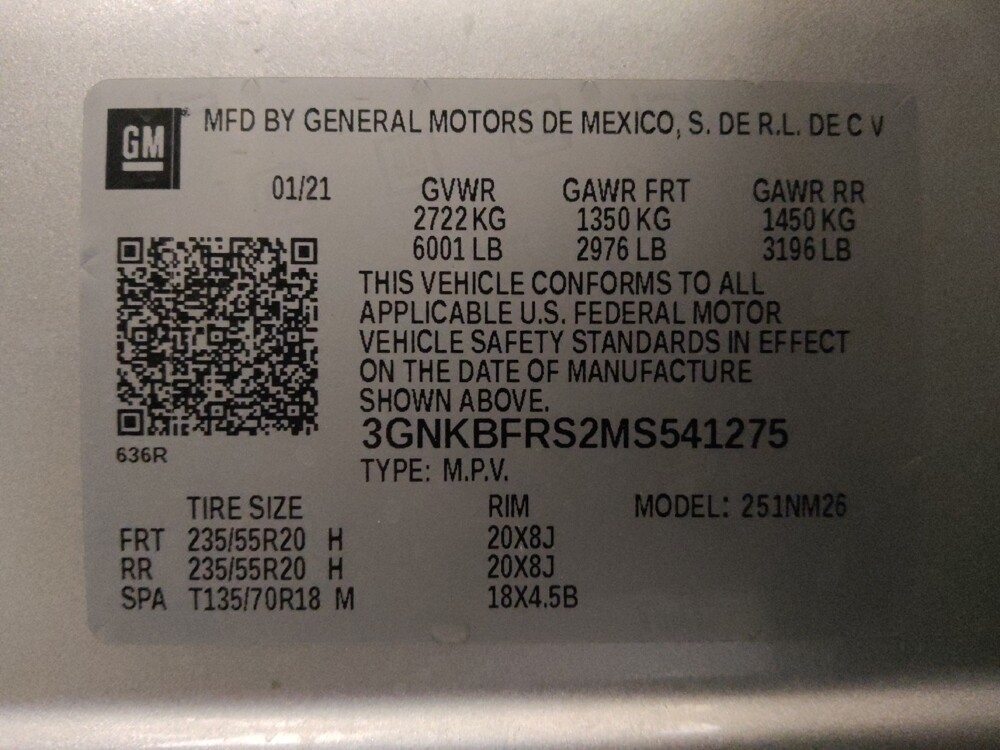 GM MFD BY GENERAL MOTORS DE MEXICO, S. DE R.L. DE C V
01/21 GVWR GAWR FRT GAWR RR
2722 KG 1350 KG 1450 KG
6001 LB 2976 LB 3196 LB
THIS VEHICLE CONFORMS TO ALL
APPLICABLE U.S. FEDERAL MOTOR
VEHICLE SAFETY STANDARDS IN EFFECT
ON THE DATE OF MANUFACTURE
SHOWN ABOVE.
3GNKBFRS2MS541275
636R
TYPE: M.P.V.
TIRE SIZE RIM MODEL: 251NM26
FRT 235/55R20 H 20X8J
RR 235/55R20 H 20X8J
SPA T135/70R18 M 18X4.5B